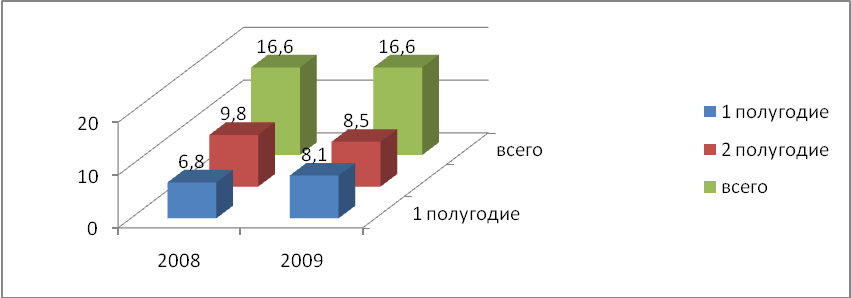 16,6 16,6
9,8 8,5
6,8 8,1
20
10
0
2008 2009
1 полугодие
всего
1 полугодие
2 полугодие
всего